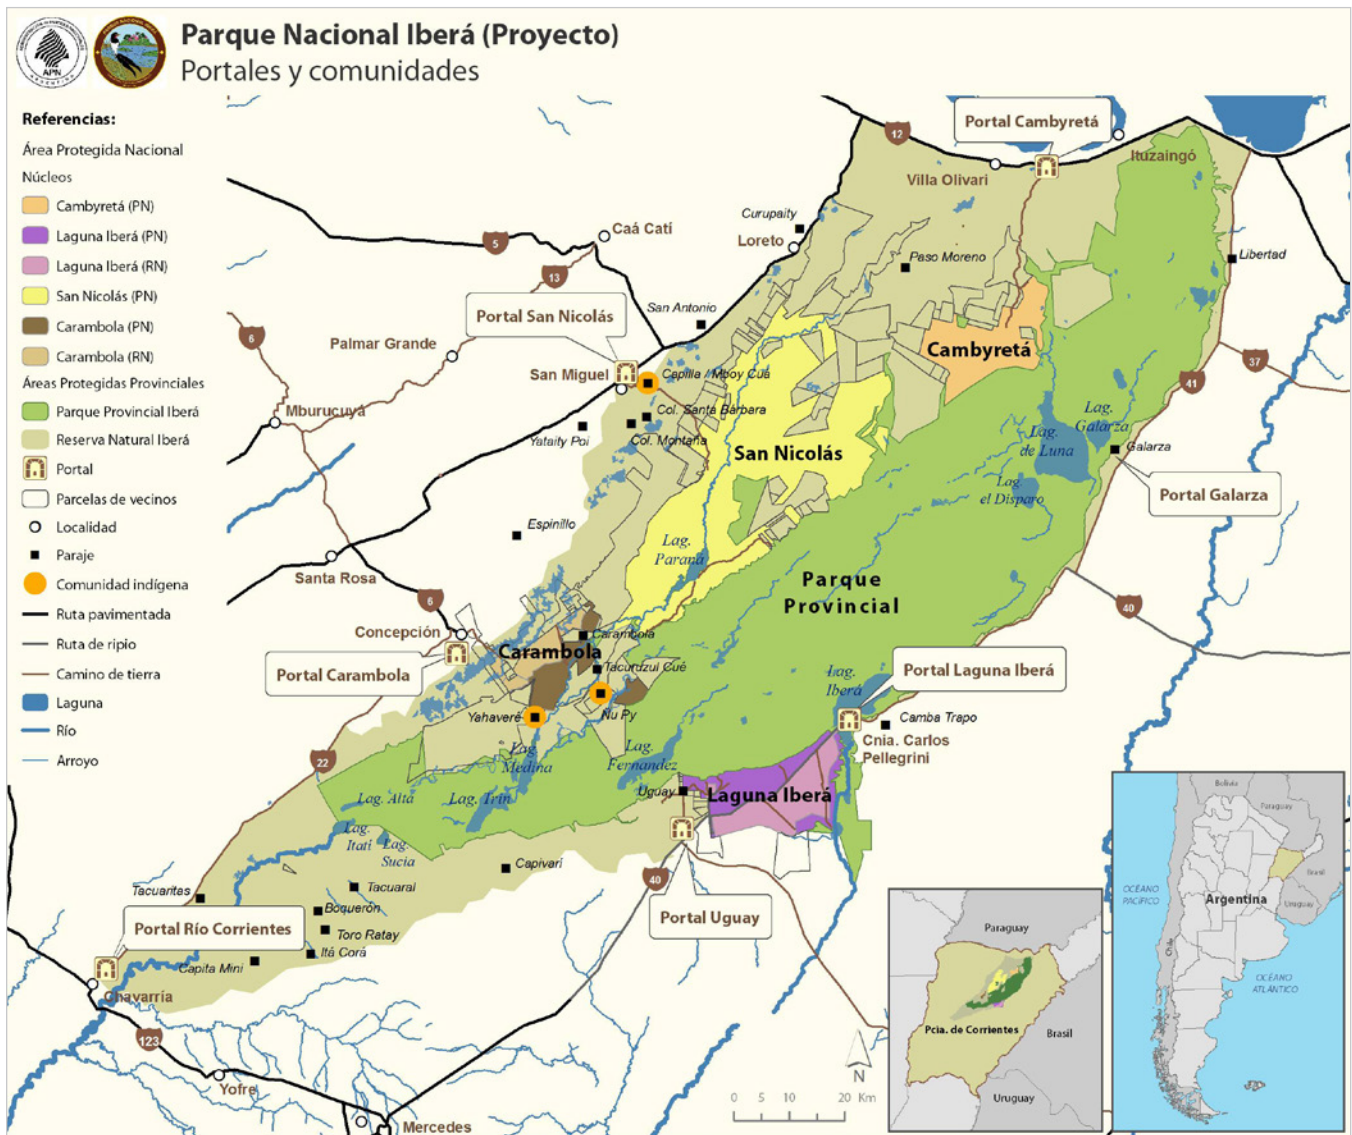 Parque Nacional Iberá (Proyecto)
Portales y comunidades
APN
Referencias:
Área Protegida Nacional
Núcleos
Cambyretá (PN)
Laguna Iberá (PN)
Laguna Iberá (RN)
San Nicolás (PN)
Carambola (PN)
Carambola (RN)
Áreas Protegidas Provinciales
Parque Provincial Iberá
Reserva Natural Iberá
Portal
Parcelas de vecinos
Localidad
Paraje
Comunidad indígena
Ruta pavimentada
Ruta de ripio
Camino de tierra
Laguna
Río
Arroyo
Portal Cambyretá
12
Ituzaingó
Villa Olivari
Curupaity
Loreto
Caá Catí
5
13
Paso Moreno
Libertad
Portal San Nicolás
San Antonio
6
Palmar Grande
Cambyretá
37
San Miguel
Capilla / Mboy Cuá
41
Mburucuyá
Col. Santa Bárbara
Yataity Poi
Col. Montaña
Lag.
Galarza
Lag.
de Luna
Galarza
San Nicolás
Lag.
el Disparo
Portal Galarza
Espinillo
Lag.
Paraná
Santa Rosa
Parque
Provincial
6
40
Concepción
Carambola
Carambola
Tacuruzul Cué
Portal Carambola
Portal Laguna Iberá
Lag.
Iberá
Yahaveré
Ñu Py
Camba Trapo
Cnia. Carlos
Pellegrini
22
Lag.
Medina
Lag.
Fernandez
Lag. Alta
Lag. Trin
Uguay
Laguna Iberá
Lag.
Itatí
Lag.
Sucia
Capivarí
40
Tacuaritas
Tacuaral
Boquerón
Toro Ratay
Itá Corá
Capita Mini
Portal Río Corrientes
Portal Uguay
Chavarría
123
Yofre
Mercedes
N
0 5 10 20 Km
Paraguay
Pcia. de Corrientes
Brasil
Uruguay
Bolivia
Paraguay
Brasil
OCÉANO
PACÍFICO
Argentina
Uruguay
Chile
OCÉANO
ATLÁNTICO